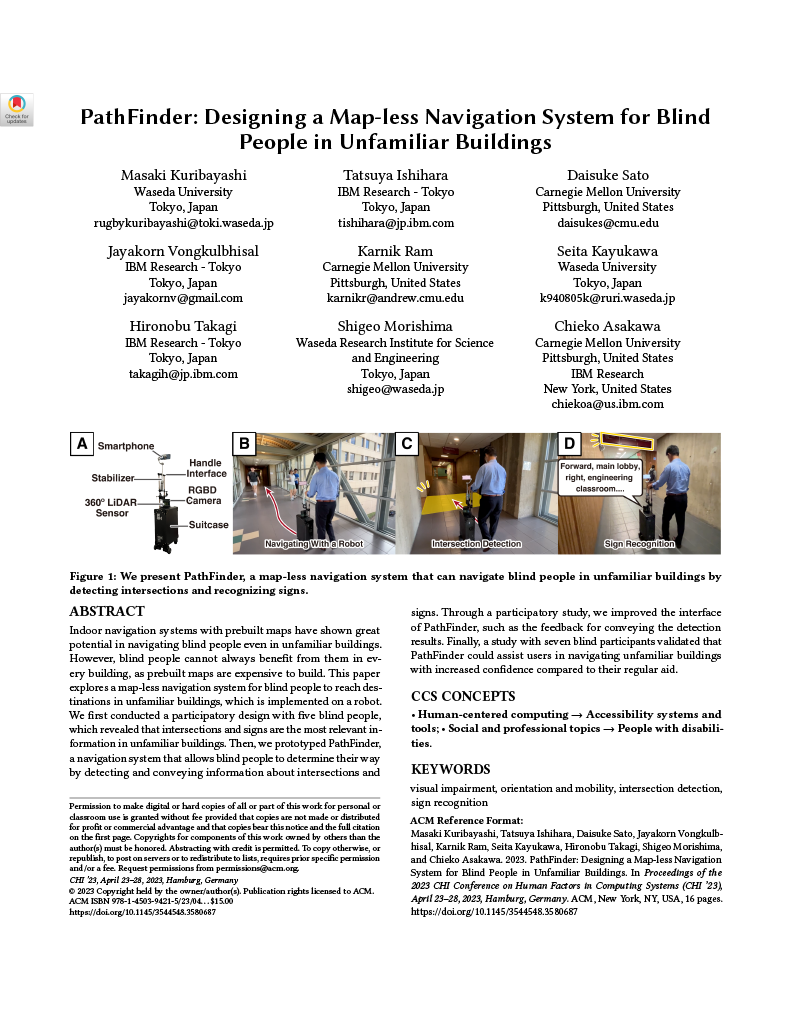 Check for
updates
PathFinder: Designing a Map-less Navigation System for Blind
People in Unfamiliar Buildings
Masaki Kuribayashi
Waseda University
Tokyo, Japan
rugbykuribayashi@toki.waseda.jp
Tatsuya Ishihara
IBM Research - Tokyo
Tokyo, Japan
tishihara@jp.ibm.com
Daisuke Sato
Carnegie Mellon University
Pittsburgh, United States
daisukes@cmu.edu
Jayakorn Vongkulbhisal
IBM Research - Tokyo
Tokyo, Japan
jayakornv@gmail.com
Karnik Ram
Carnegie Mellon University
Pittsburgh, United States
karnikr@andrew.cmu.edu
Seita Kayukawa
Waseda University
Tokyo, Japan
k940805k@ruri.waseda.jp
Hironobu Takagi
IBM Research - Tokyo
Tokyo, Japan
takagih@jp.ibm.com
Shigeo Morishima
Waseda Research Institute for Science
and Engineering
Tokyo, Japan
shigeo@waseda.jp
Chieko Asakawa
Carnegie Mellon University
Pittsburgh, United States
IBM Research
New York, United States
chiekoa@us.ibm.com
A
Smartphone
Handle
Interface
Stabilizer
RGBD
Camera
360° LiDAR
Sensor
Suitcase
B
Navigating With a Robot
C
Intersection Detection
D
Forward, main lobby,
right, engineering
classroom....
Sign Recognition
Figure 1: We present PathFinder, a map-less navigation system that can navigate blind people in unfamiliar buildings by
detecting intersections and recognizing signs.
ABSTRACT
Indoor navigation systems with prebuilt maps have shown great
potential in navigating blind people even in unfamiliar buildings.
However, blind people cannot always benefit from them in ev-
ery building, as prebuilt maps are expensive to build. This paper
explores a map-less navigation system for blind people to reach des-
tinations in unfamiliar buildings, which is implemented on a robot.
We first conducted a participatory design with five blind people,
which revealed that intersections and signs are the most relevant in-
formation in unfamiliar buildings. Then, we prototyped PathFinder,
a navigation system that allows blind people to determine their way
by detecting and conveying information about intersections and
signs. Through a participatory study, we improved the interface
of PathFinder, such as the feedback for conveying the detection
results. Finally, a study with seven blind participants validated that
PathFinder could assist users in navigating unfamiliar buildings
with increased confidence compared to their regular aid.
CCS CONCEPTS
• Human-centered computing → Accessibility systems and
tools; • Social and professional topics → People with disabili-
ties.
KEYWORDS
visual impairment, orientation and mobility, intersection detection,
sign recognition
ACM Reference Format:
Masaki Kuribayashi, Tatsuya Ishihara, Daisuke Sato, Jayakorn Vongkulb-
hisal, Karnik Ram, Seita Kayukawa, Hironobu Takagi, Shigeo Morishima,
and Chieko Asakawa. 2023. PathFinder: Designing a Map-less Navigation
System for Blind People in Unfamiliar Buildings. In Proceedings of the
2023 CHI Conference on Human Factors in Computing Systems (CHI '23),
April 23–28, 2023, Hamburg, Germany. ACM, New York, NY, USA, 16 pages.
https://doi.org/10.1145/3544548.3580687
Permission to make digital or hard copies of all or part of this work for personal or
classroom use is granted without fee provided that copies are not made or distributed
for profit or commercial advantage and that copies bear this notice and the full citation
on the first page. Copyrights for components of this work owned by others than the
author(s) must be honored. Abstracting with credit is permitted. To copy otherwise, or
republish, to post on servers or to redistribute to lists, requires prior specific permission
and/or a fee. Request permissions from permissions@acm.org.
CHI '23, April 23–28, 2023, Hamburg, Germany
© 2023 Copyright held by the owner/author(s). Publication rights licensed to ACM.
ACM ISBN 978-1-4503-9421-5/23/04...$15.00
https://doi.org/10.1145/3544548.3580687